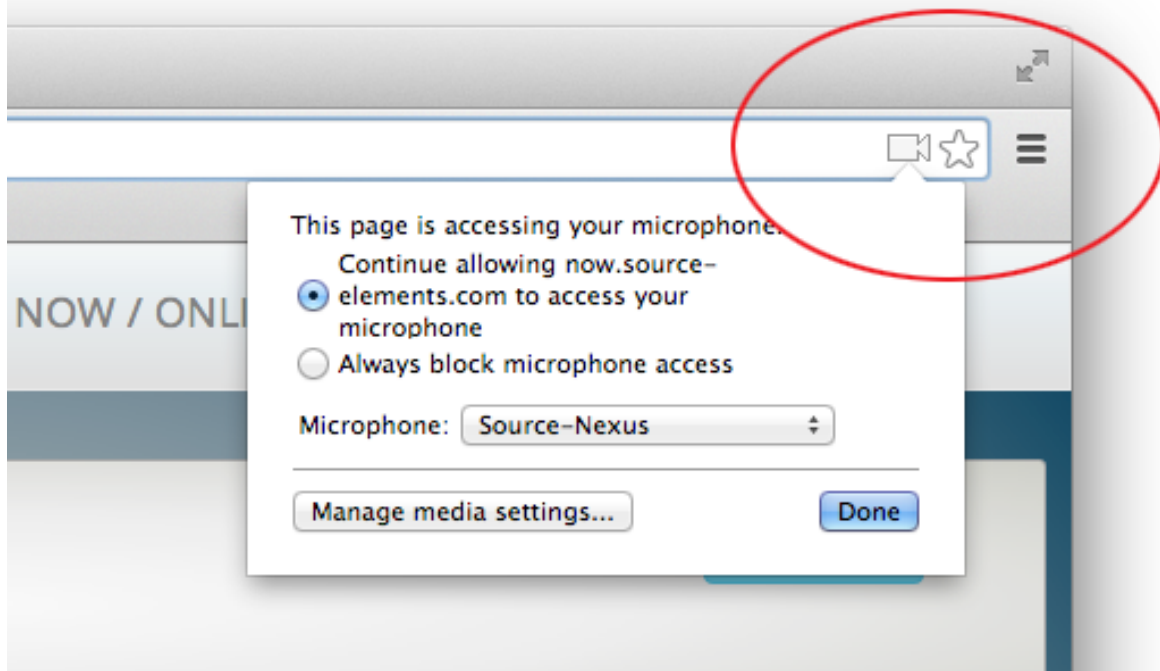 This page is accessing your microphone.
Continue allowing now.source-
elements.com to access your
microphone
NOW / ONLI
Always block microphone access
Microphone: Source-Nexus
Manage media settings... Done